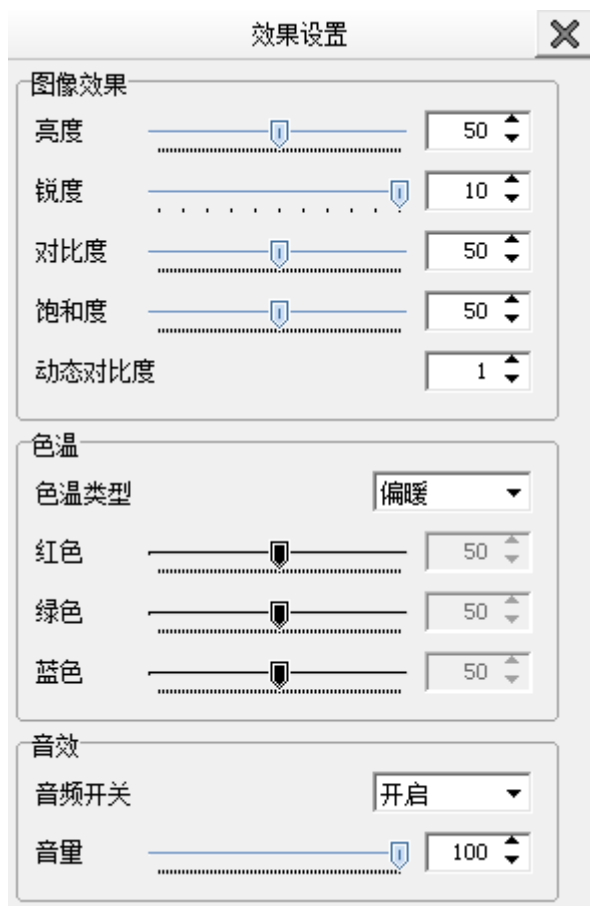 效果设置
图像效果
亮度 50
锐度 10
对比度 50
饱和度 50
动态对比度 1
色温
色温类型 偏暖
红色 50
绿色 50
蓝色 50
音效
音频开关 开启
音量 100